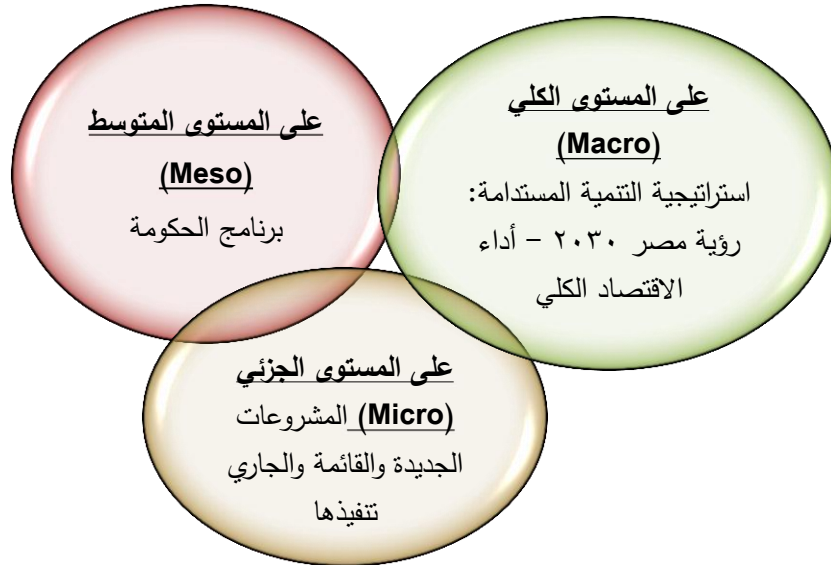 على المستوى الكلي
(Macro)
استراتيجية التنمية المستدامة:
رؤية مصر ٢٠٣٠ – أداء
الاقتصاد الكلي
على المستوى المتوسط
(Meso)
برنامج الحكومة
على المستوى الجزئي
(Micro) المشروعات
الجديدة والقائمة والجاري
تنفيذها